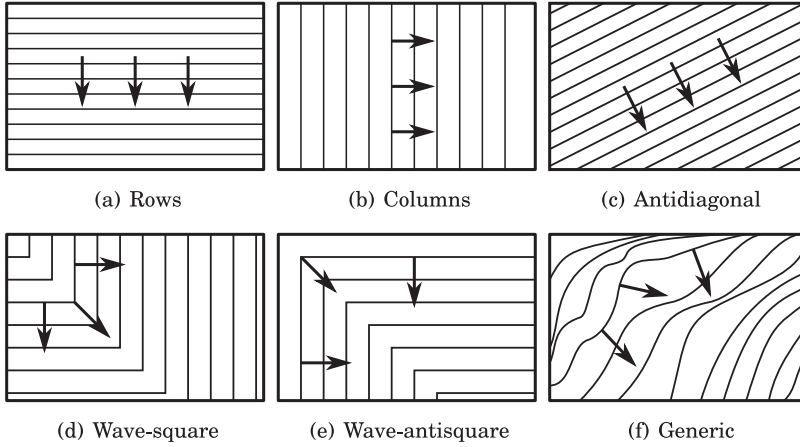 (a) Rows
(b) Columns
(c) Antidiagonal
(d) Wave-square
(e) Wave-antisquare
(f) Generic